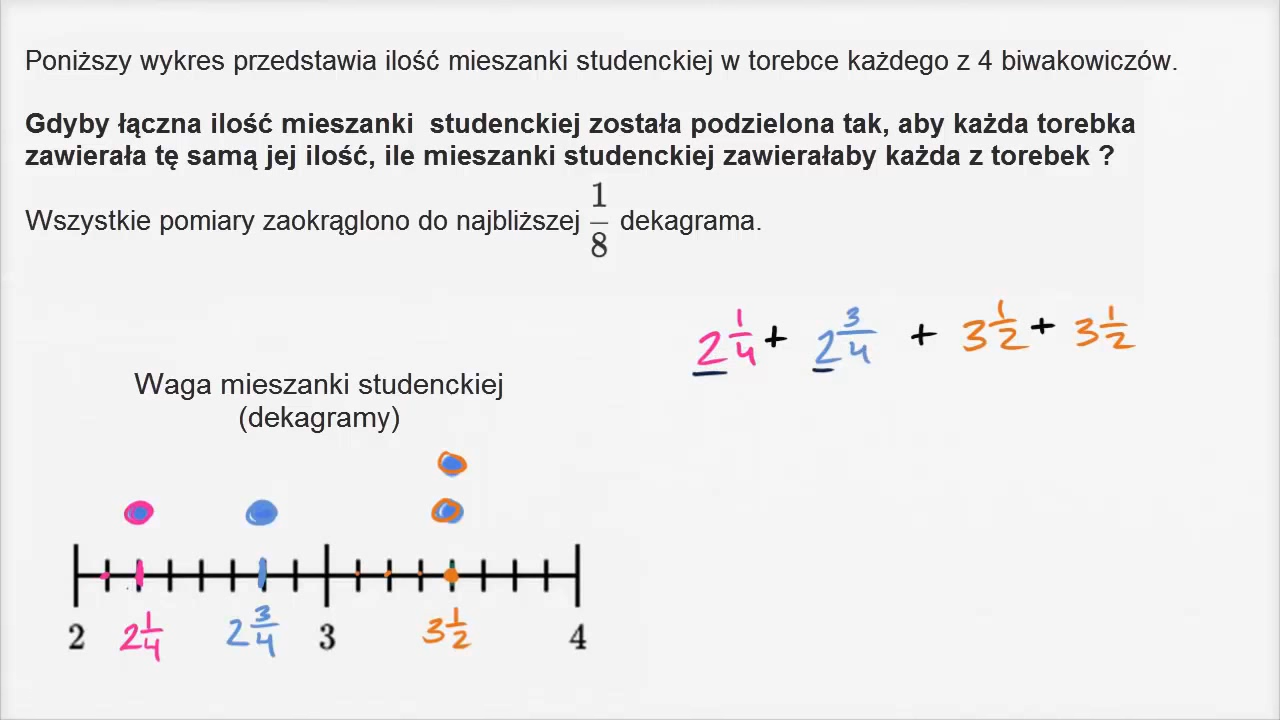 Poniższy wykres przedstawia ilość mieszanki studenckiej w torebce każdego z 4 biwakowiczów.
Gdyby łączna ilość mieszanki studenckiej została podzielona tak, aby każda torebka
zawierała tę samą jej ilość, ile mieszanki studenckiej zawierałaby każda z torebek ?
Wszystkie pomiary zaokrąglono do najbliższej 1/8 dekagrama.
2 1/4 + 2 3/4 + 3 1/2 + 3 1/2
Waga mieszanki studenckiej
(dekagramy)
2 2 1/4 2 3/4 3 3 1/2 4